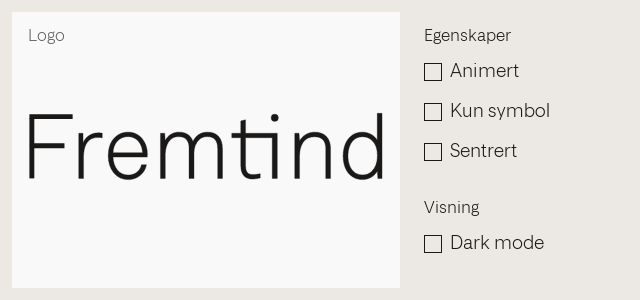 Logo
Fremtind
Egenskaper
Animert
Kun symbol
Sentrert
Visning
Dark mode